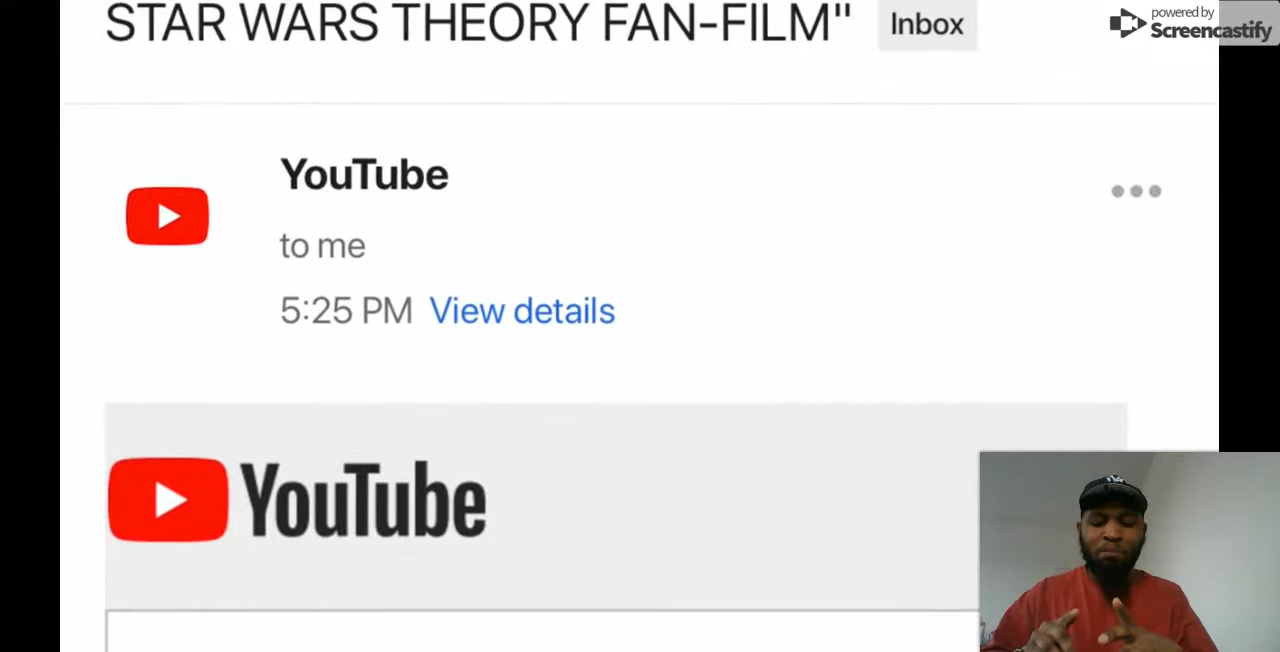 STAR WARS THEORY FAN-FILM" Inbox
powered by
Screencastify
YouTube
to me
5:25 PM View details
YouTube